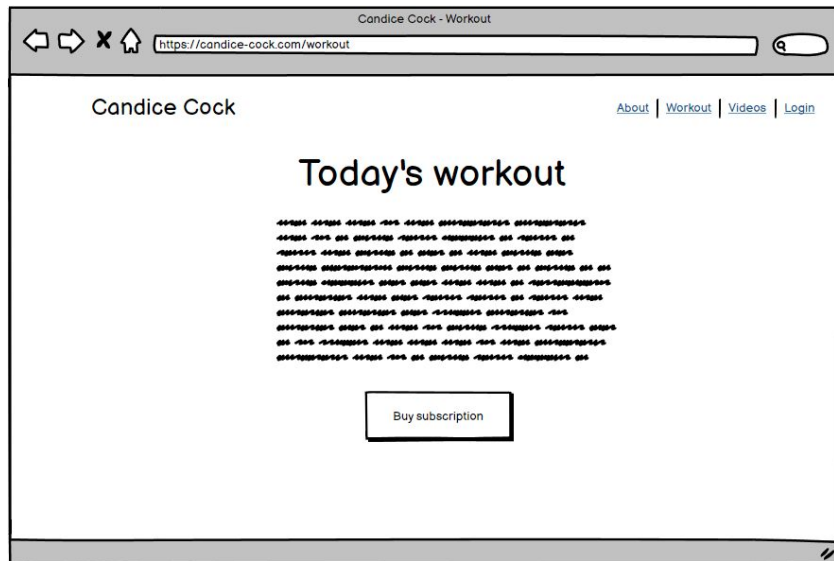 Candice Cock - Workout
https://candice-cock.com/workout
Candice Cock
About | Workout | Videos | Login
Today's workout
Buy subscription